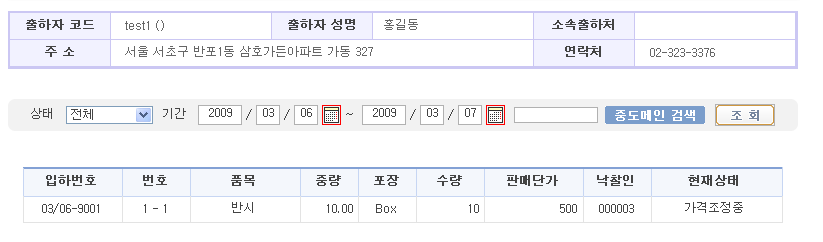 출하자 코드 test1 () 출하자 성명 홍길동 소속출하처
주 소 서울 서초구 반포1동 삼호가든아파트 가동 327 연락처 02-323-3376
상태 전체 기간 2009 / 03 / 06 ~ 2009 / 03 / 07 중도메인 검색 조 회
입하번호 번호 품목 중량 포장 수량 판매단가 낙찰인 현재상태
03/06-9001 1 - 1 반시 10.00 Box 10 500 000003 가격조정중